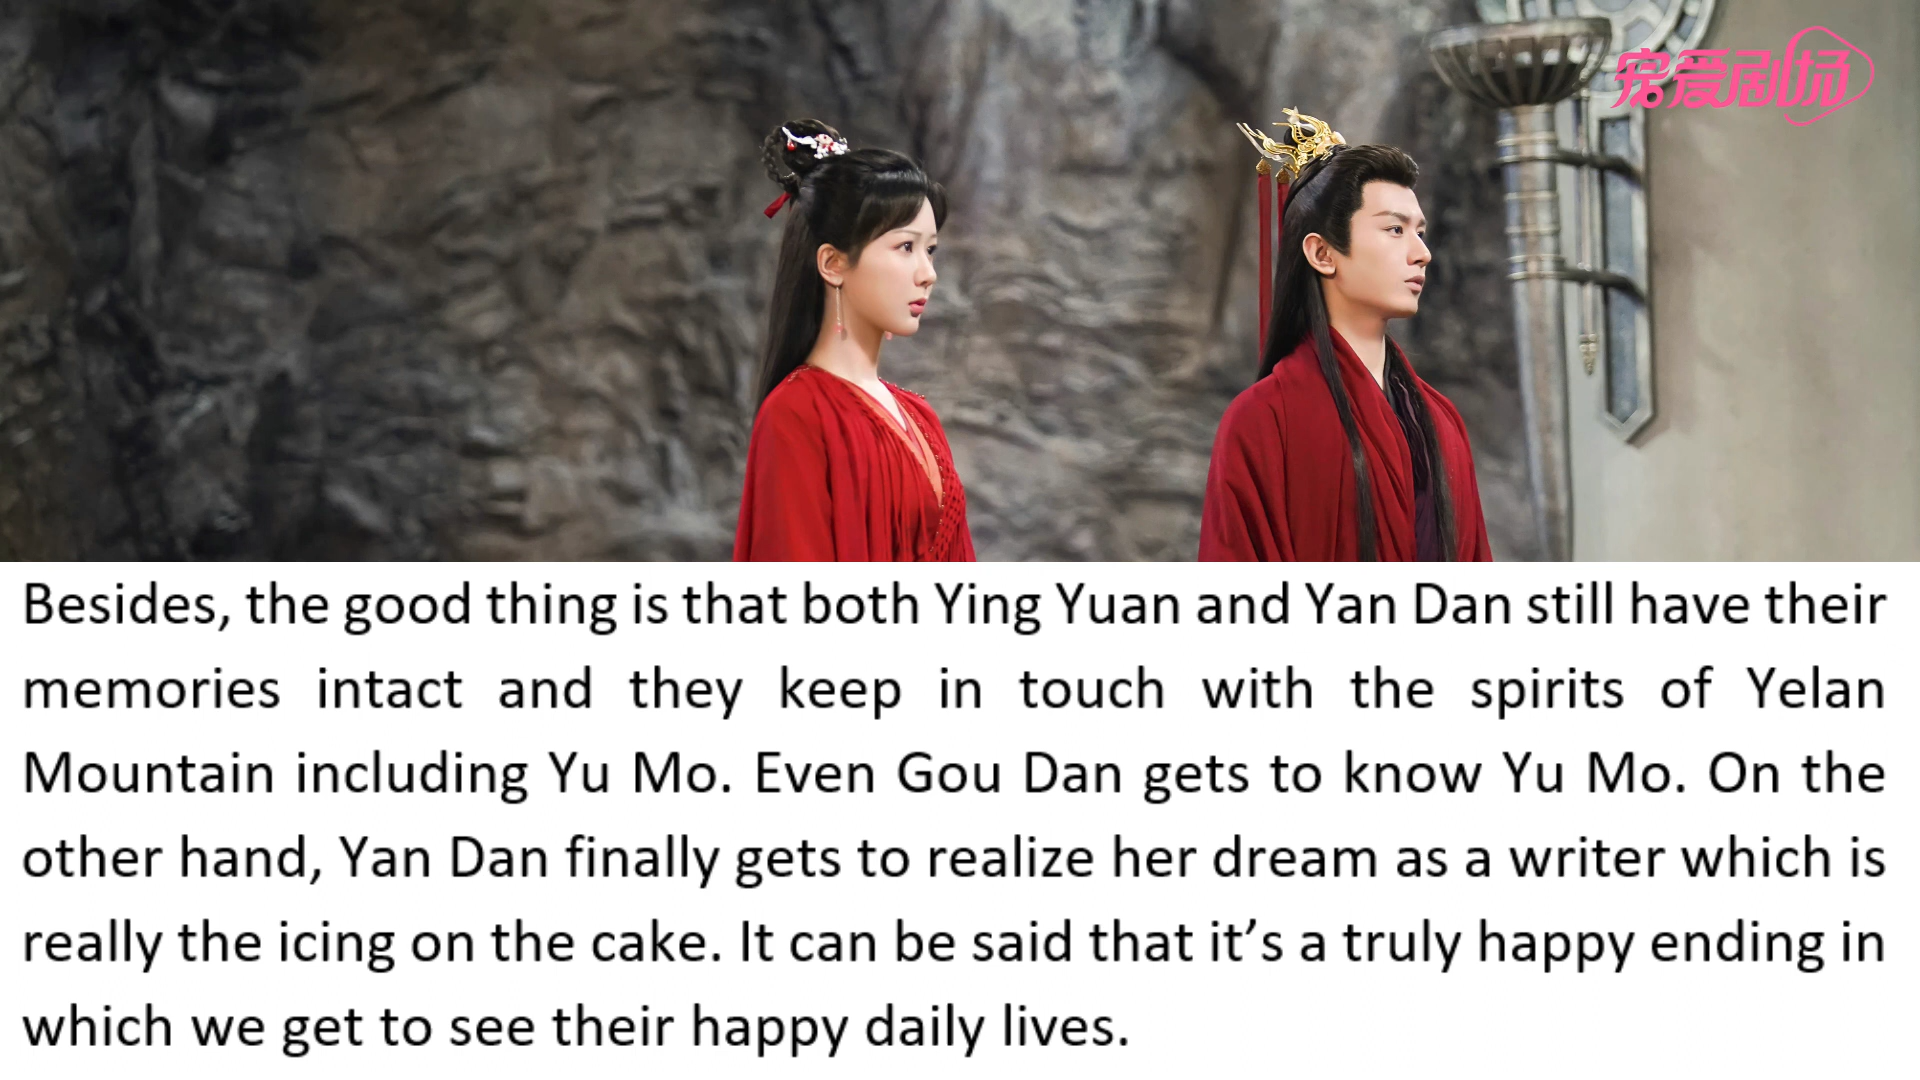 宠爱剧场
Besides, the good thing is that both Ying Yuan and Yan Dan still have their
memories intact and they keep in touch with the spirits of Yelan
Mountain including Yu Mo. Even Gou Dan gets to know Yu Mo. On the
other hand, Yan Dan finally gets to realize her dream as a writer which is
really the icing on the cake. It can be said that it’s a truly happy ending in
which we get to see their happy daily lives.